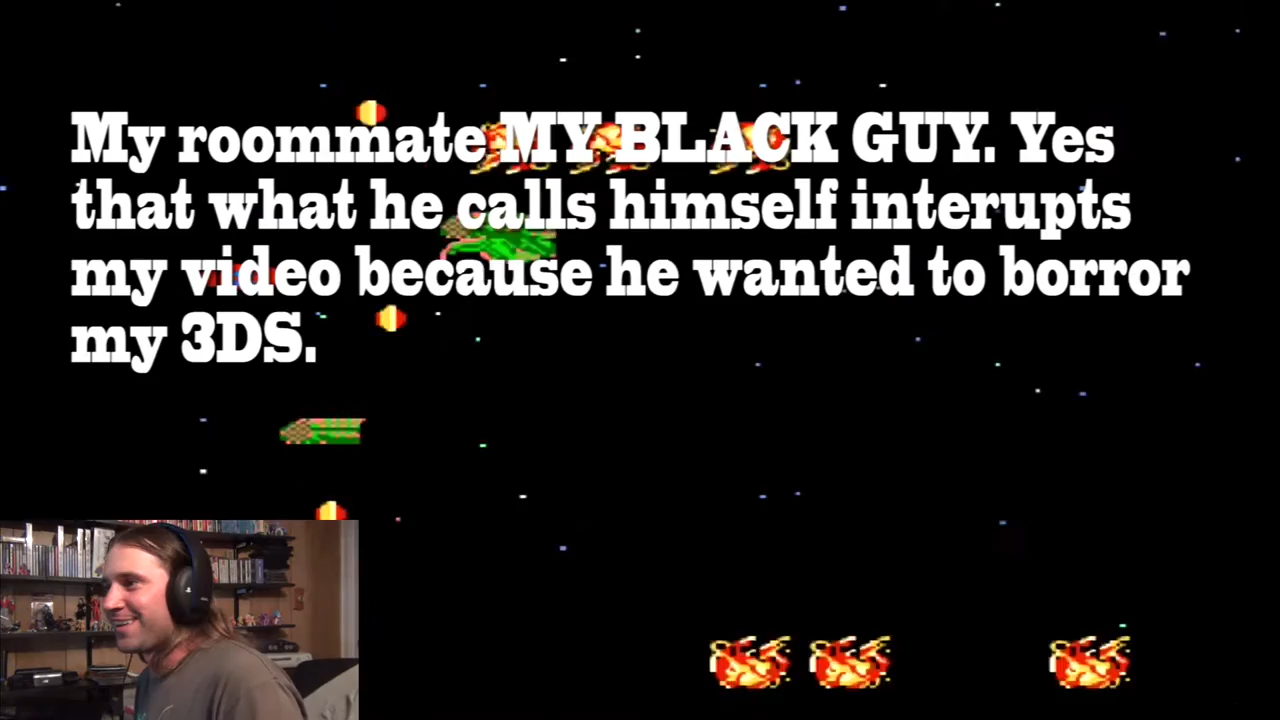 My roommate MY BLACK GUY. Yes
that what he calls himself interupts
my video because he wanted to borror
my 3DS.